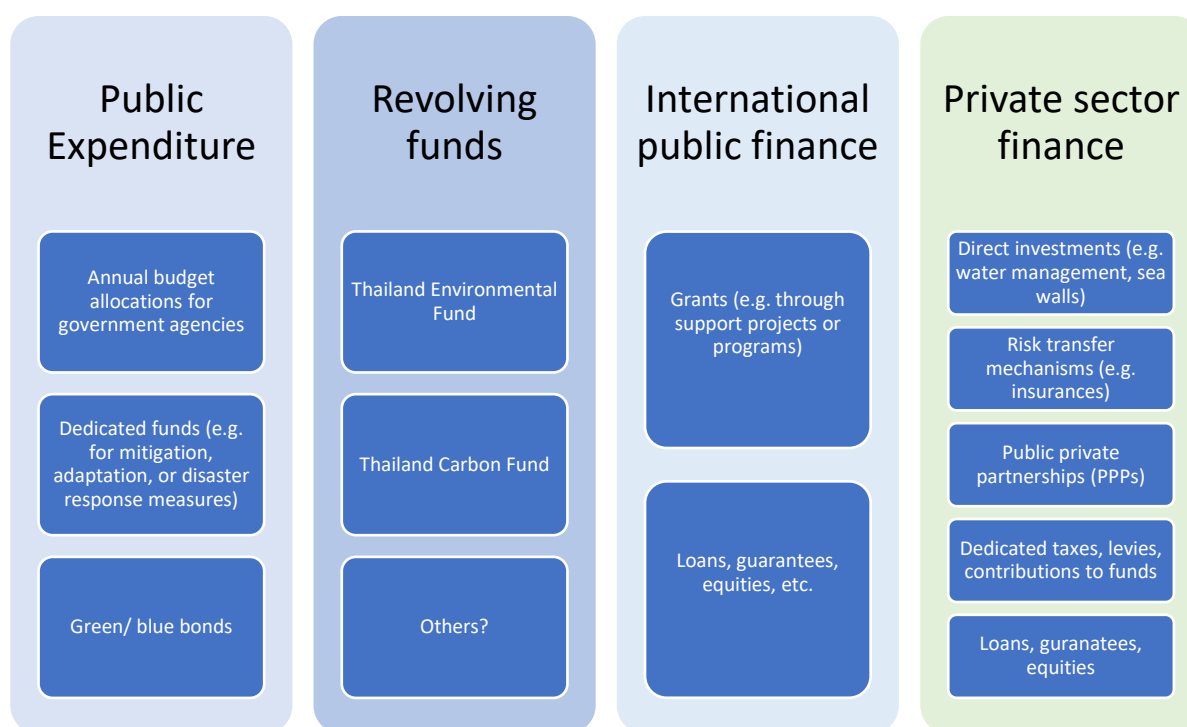 Public
Expenditure
Annual budget
allocations for
government agencies
Dedicated funds (e.g.
for mitigation,
adaptation, or disaster
response measures)
Green/ blue bonds
Revolving
funds
Thailand Environmental
Fund
Thailand Carbon Fund
Others?
International
public finance
Grants (e.g. through
support projects or
programs)
Loans, guarantees,
equities, etc.
Private sector
finance
Direct investments (e.g.
water management, sea
walls)
Risk transfer
mechanisms (e.g.
insurances)
Public private
partnerships (PPPs)
Dedicated taxes, levies,
contributions to funds
Loans, guranatees,
equities